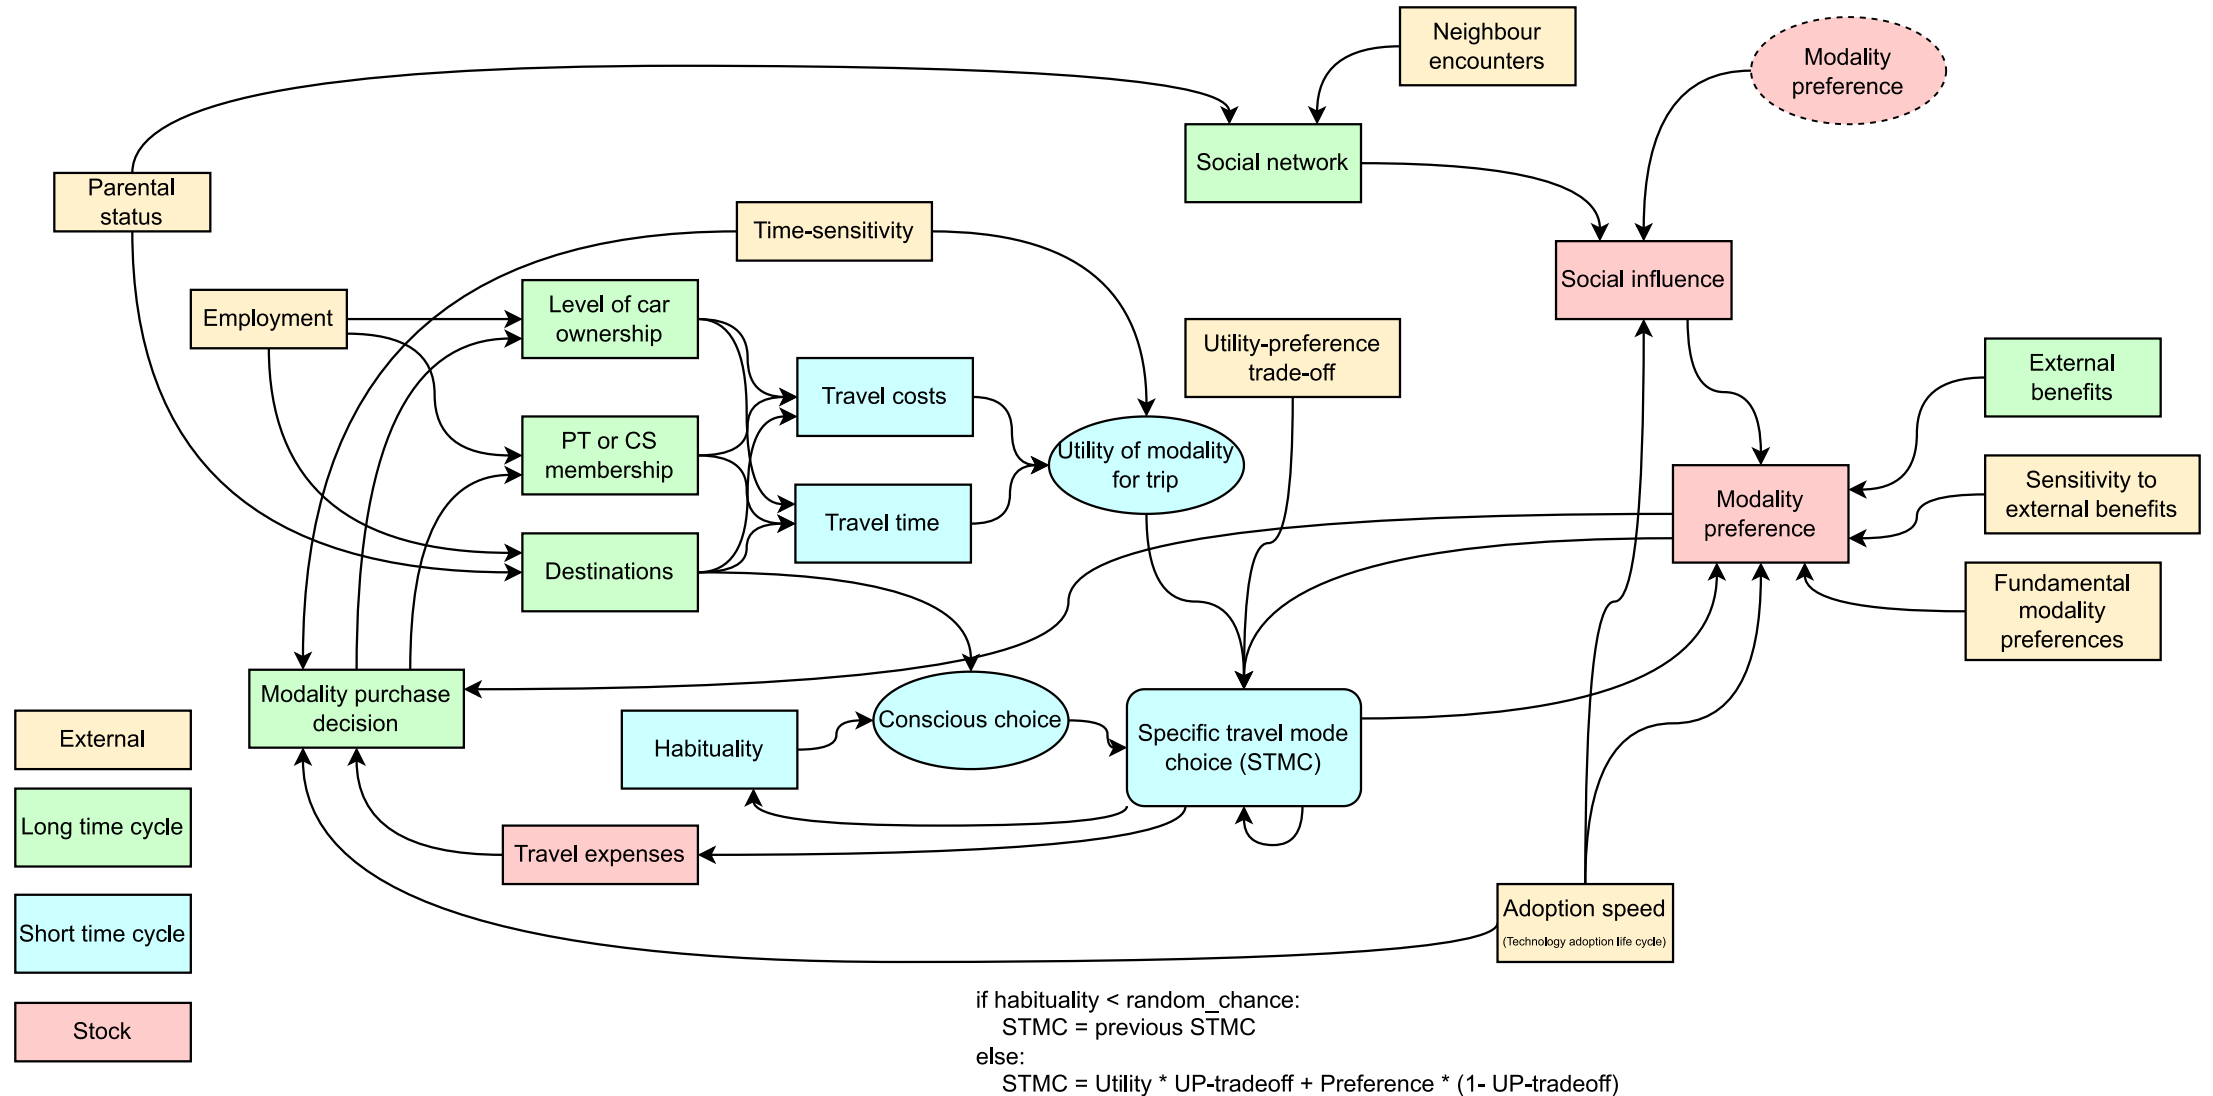 Neighbour
encounters
Modality
preference
Social network
Parental
status
Time-sensitivity
Social influence
Employment
Level of car
ownership
Utility-preference
trade-off
External
benefits
Travel costs
PT or CS
membership
Utility of modality
for trip
Modality
preference
Sensitivity to
external benefits
Travel time
Destinations
Fundamental
modality
preferences
Modality purchase
decision
Conscious choice
Habituality
Specific travel mode
choice (STMC)
External
Long time cycle
Travel expenses
Short time cycle
Adoption speed
(Technology adoption life cycle)
Stock
if habituality < random_chance:
STMC = previous STMC
else:
STMC = Utility * UP-tradeoff + Preference * (1- UP-tradeoff)